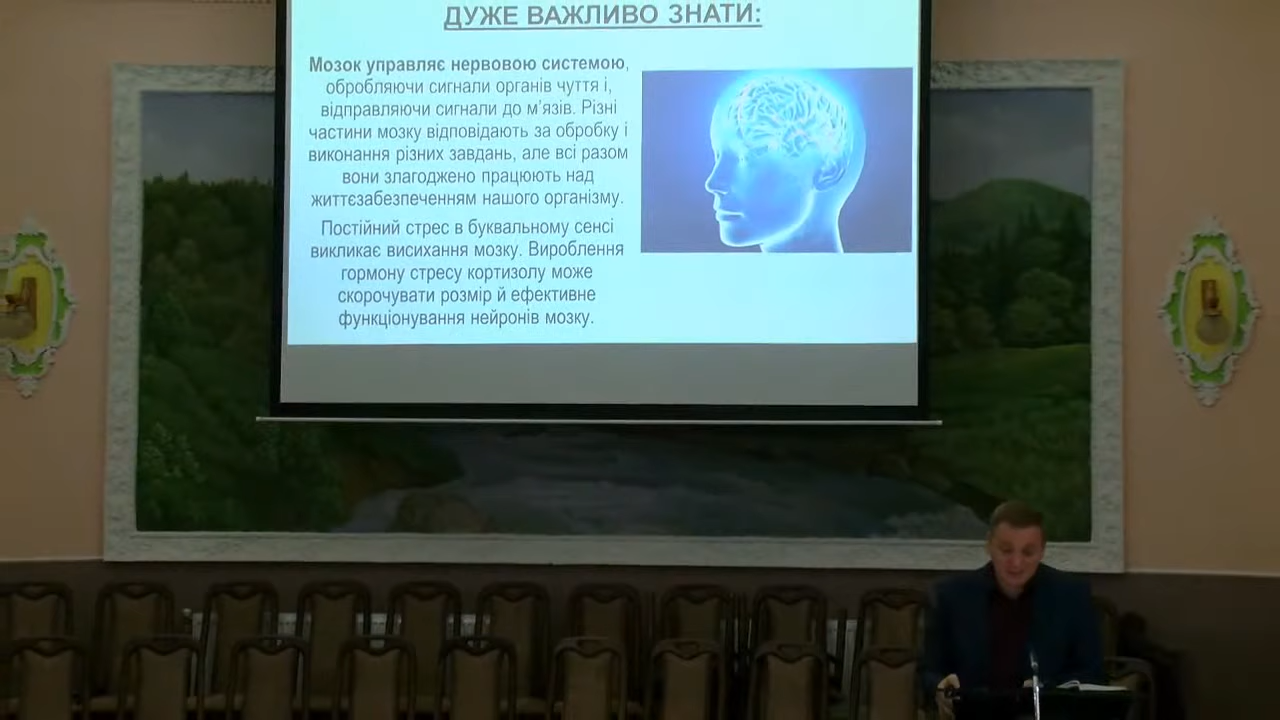 ДУЖЕ ВАЖЛИВО ЗНАТИ:
Мозок управляє нервовою системою,
обробляючи сигнали органів чуття і,
відправляючи сигнали до м'язів. Різні
частини мозку відповідають за обробку і
виконання різних завдань, але всі разом
вони злагоджено працюють над
життєзабезпеченням нашого організму.
Постійний стрес в буквальному сенсі
викликає висихання мозку. Вироблення
гормону стресу кортизолу може
скорочувати розмір й ефективне
функціонування нейронів мозку.